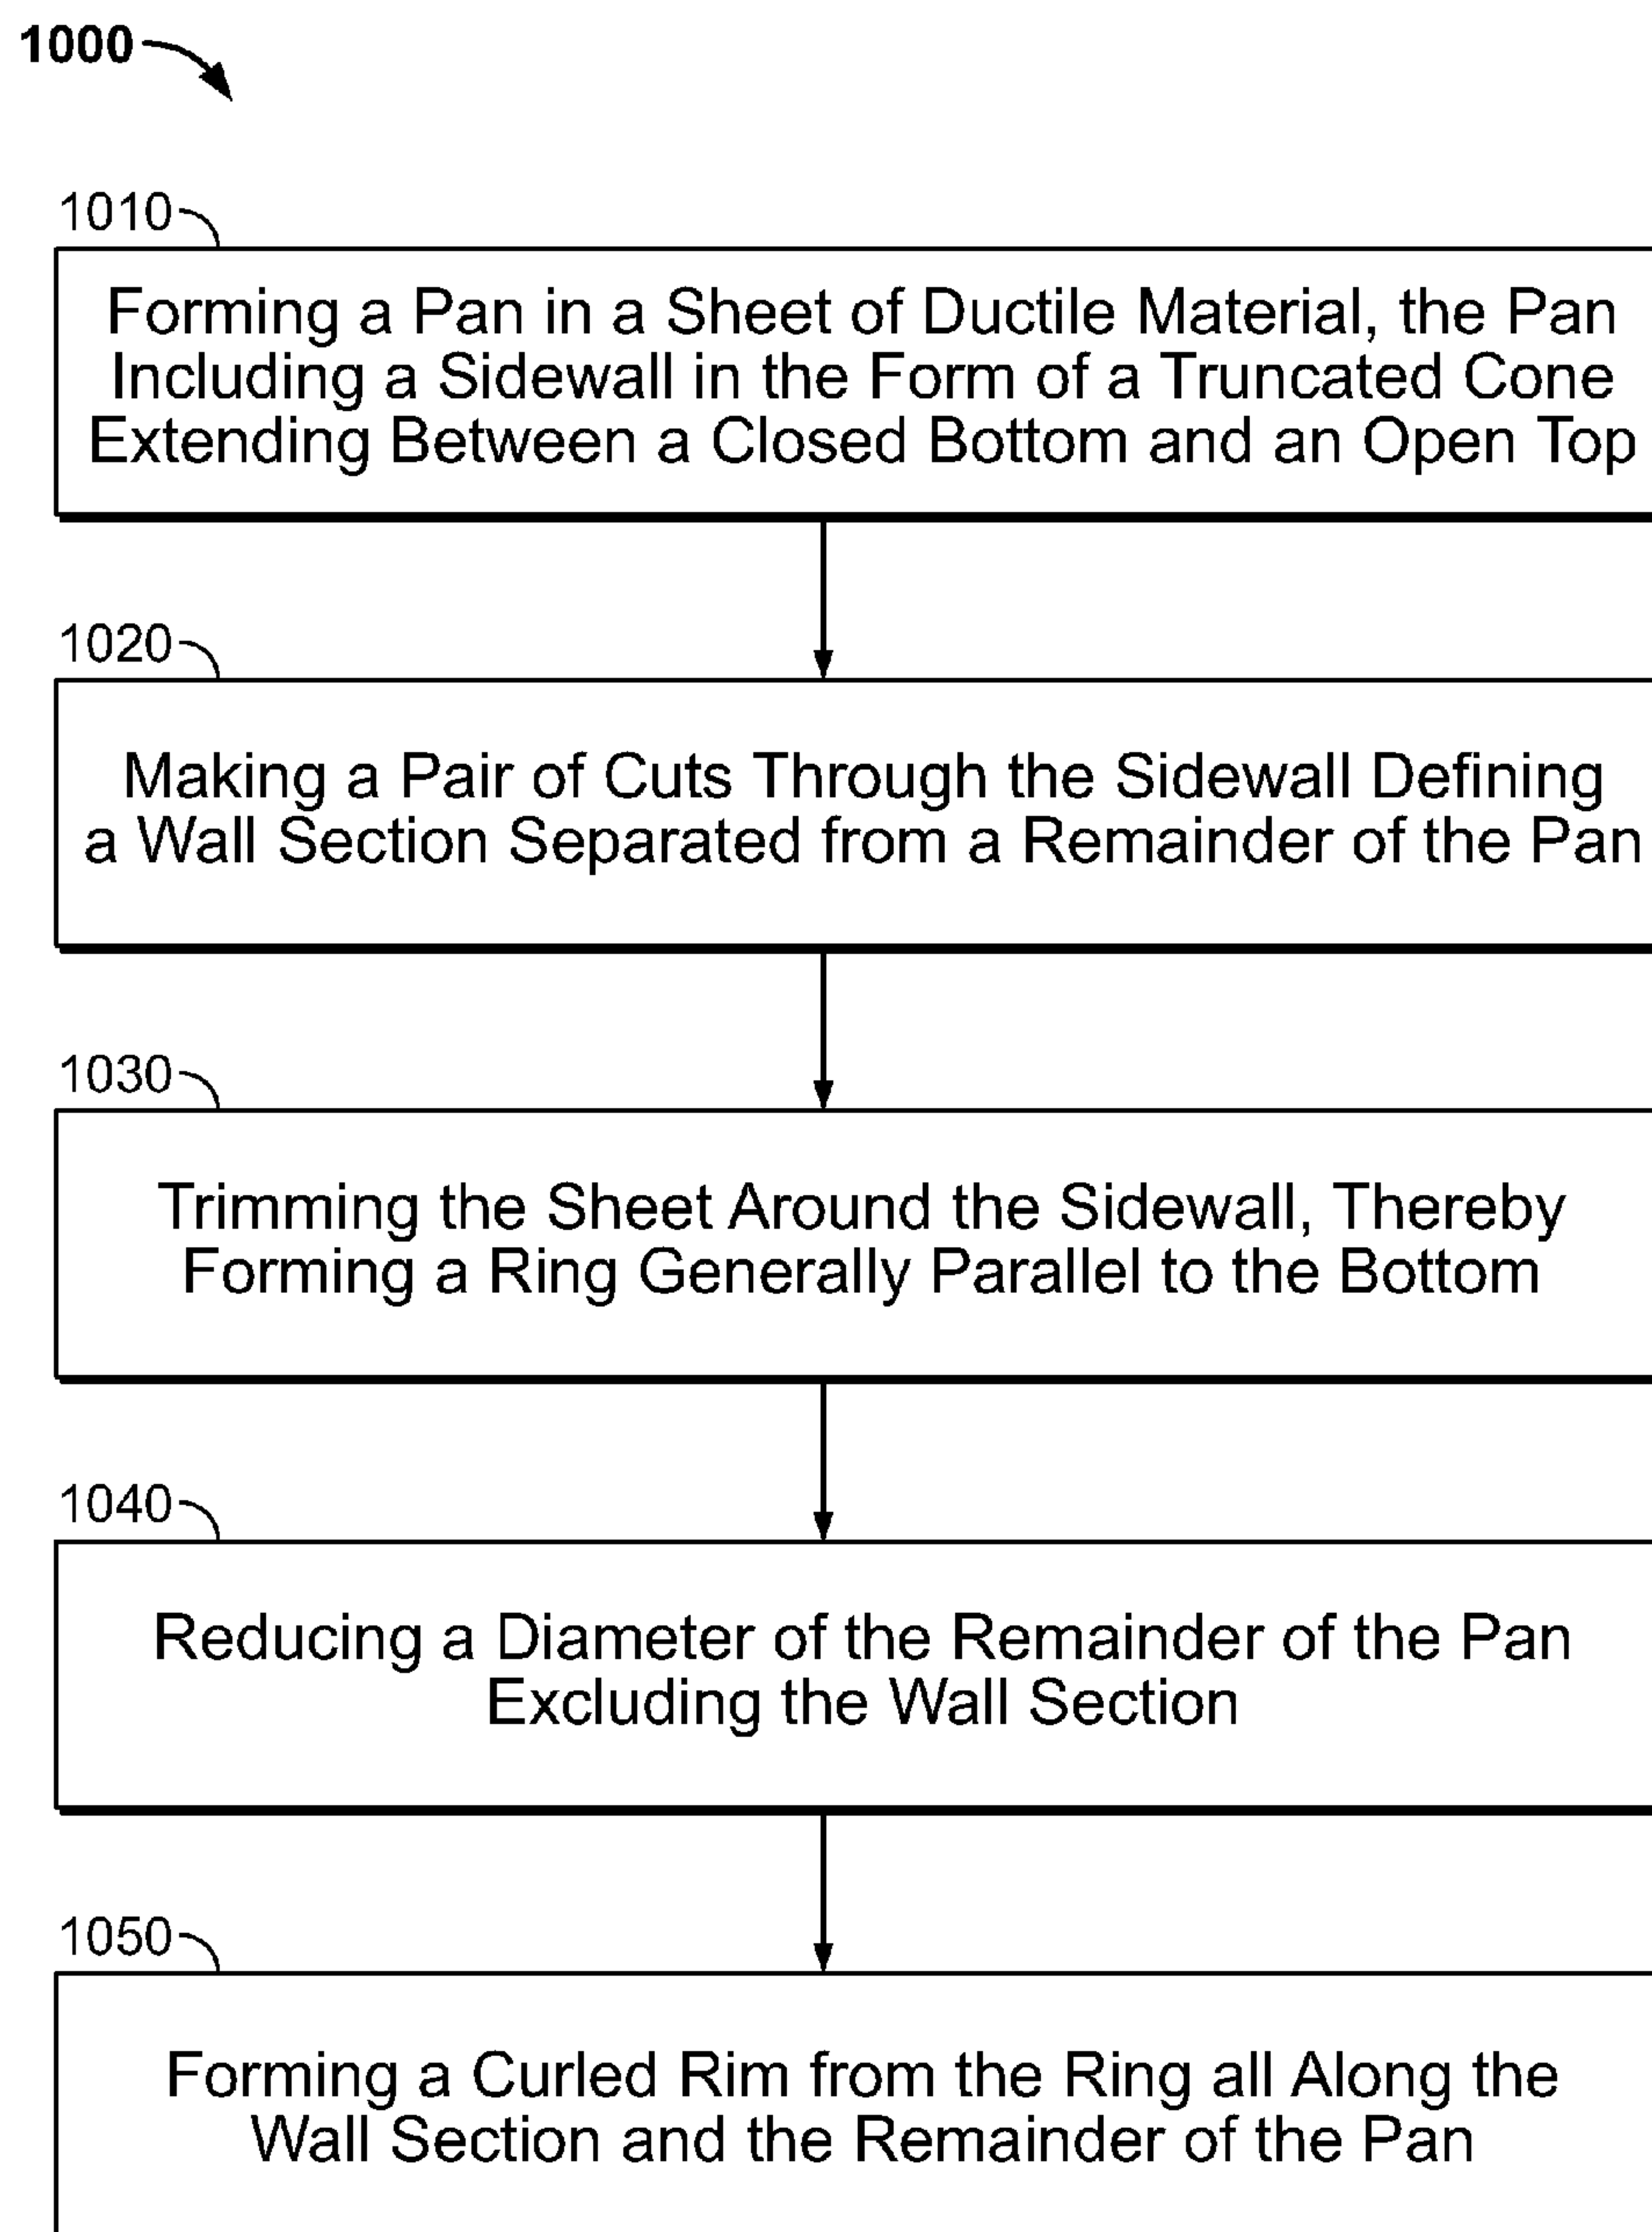 1000
1010
Forming a Pan in a Sheet of Ductile Material, the Pan
Including a Sidewall in the Form of a Truncated Cone
Extending Between a Closed Bottom and an Open Top
1020
Making a Pair of Cuts Through the Sidewall Defining
a Wall Section Separated from a Remainder of the Pan
1030
Trimming the Sheet Around the Sidewall, Thereby
Forming a Ring Generally Parallel to the Bottom
1040
Reducing a Diameter of the Remainder of the Pan
Excluding the Wall Section
1050
Forming a Curled Rim from the Ring all Along the
Wall Section and the Remainder of the Pan